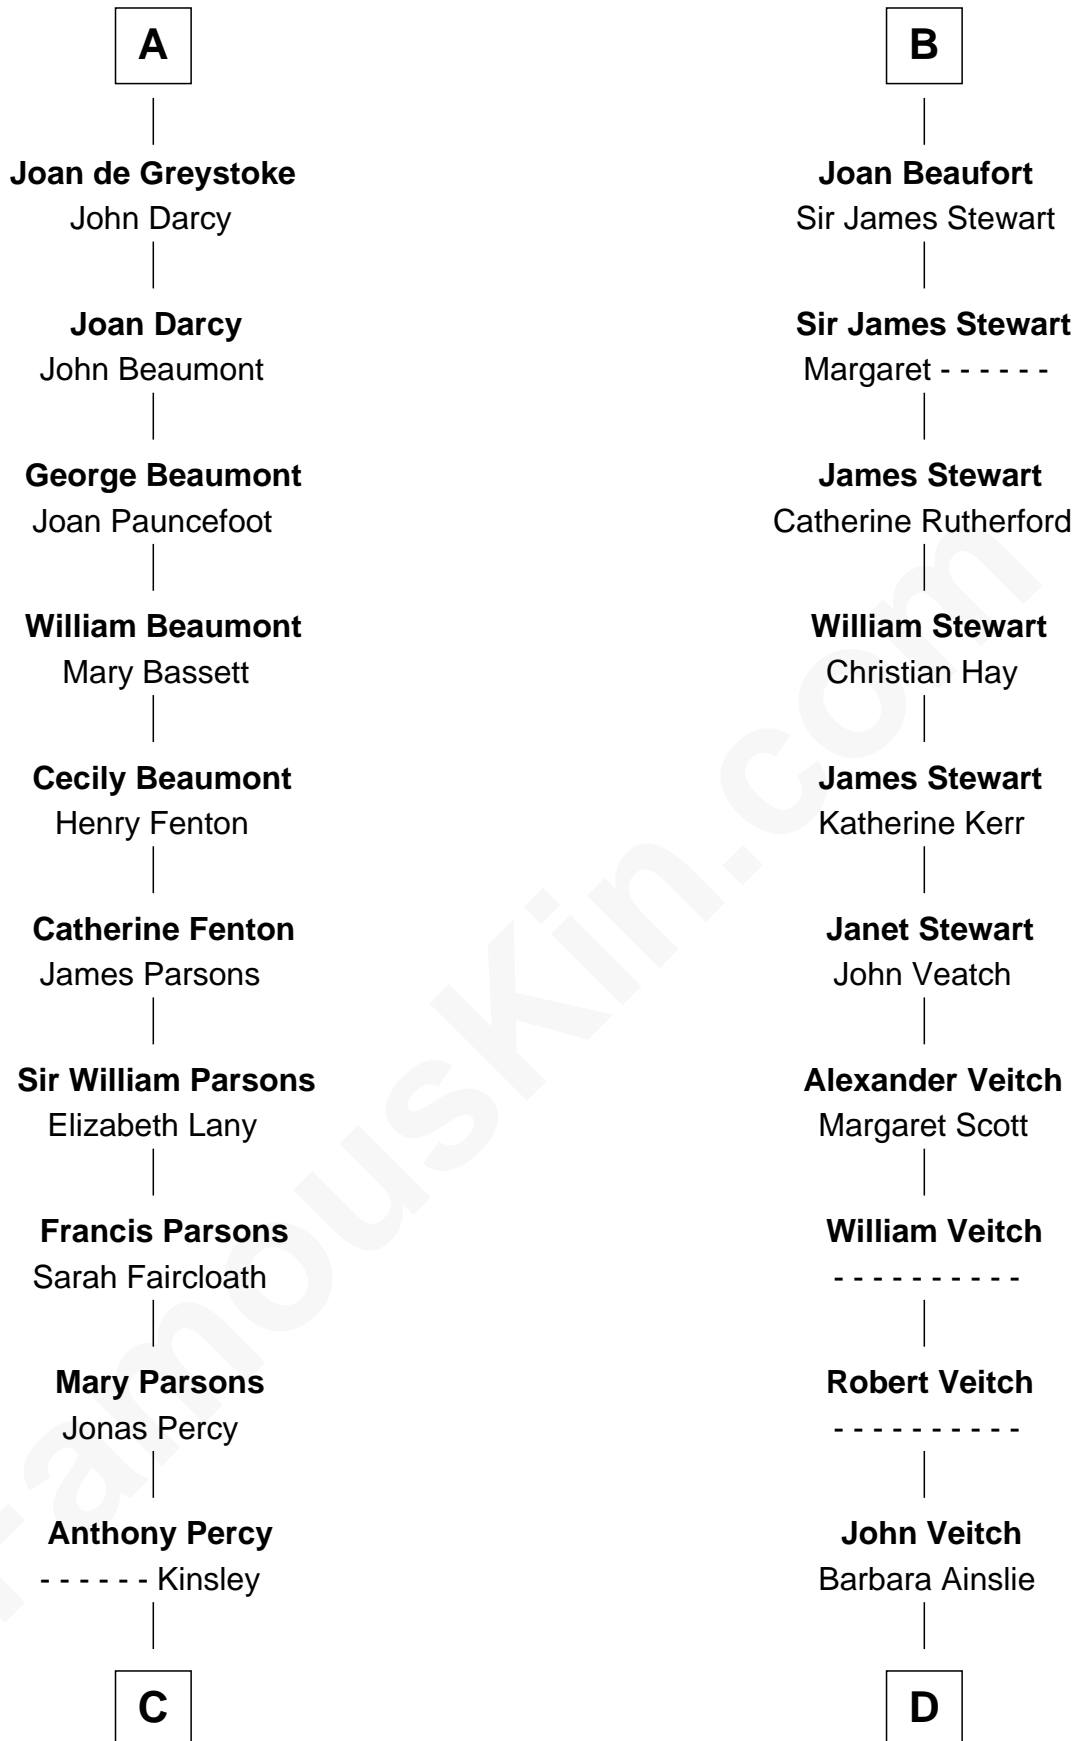 A
Joan de Greystoke
John Darcy
Joan Darcy
John Beaumont
George Beaumont
Joan Pauncefoot
William Beaumont
Mary Bassett
Cecily Beaumont
Henry Fenton
Catherine Fenton
James Parsons
Sir William Parsons
Elizabeth Lany
Francis Parsons
Sarah Faircloath
Mary Parsons
Jonas Percy
Anthony Percy
- - - - - - Kinsley
C
B
Joan Beaufort
Sir James Stewart
Sir James Stewart
Margaret - - - - - -
James Stewart
Catherine Rutherford
William Stewart
Christian Hay
James Stewart
Katherine Kerr
Janet Stewart
John Veatch
Alexander Veitch
Margaret Scott
William Veitch
- - - - - - - - - -
Robert Veitch
- - - - - - - - - -
John Veitch
Barbara Ainslie
D
FamousKin.com